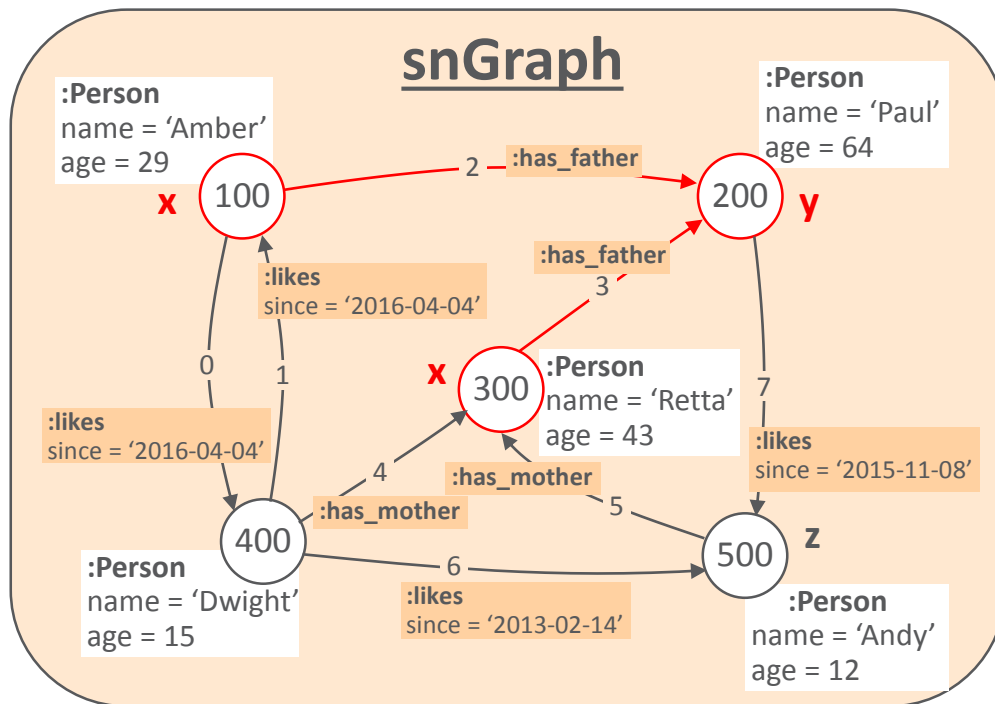 snGraph
:Person
name = ‘Amber’
age = 29
:Person
name = ‘Paul’
age = 64
x
100
2
:has_father
200
y
:has_father
3
:likes
since = ‘2016-04-04’
0
1
x
300
:Person
name = ‘Retta’
age = 43
7
:likes
since = ‘2016-04-04’
4
:has_mother
:has_mother
5
:likes
since = ‘2015-11-08’
400
6
500
z
:Person
name = ‘Dwight’
age = 15
:likes
since = ‘2013-02-14’
:Person
name = ‘Andy’
age = 12